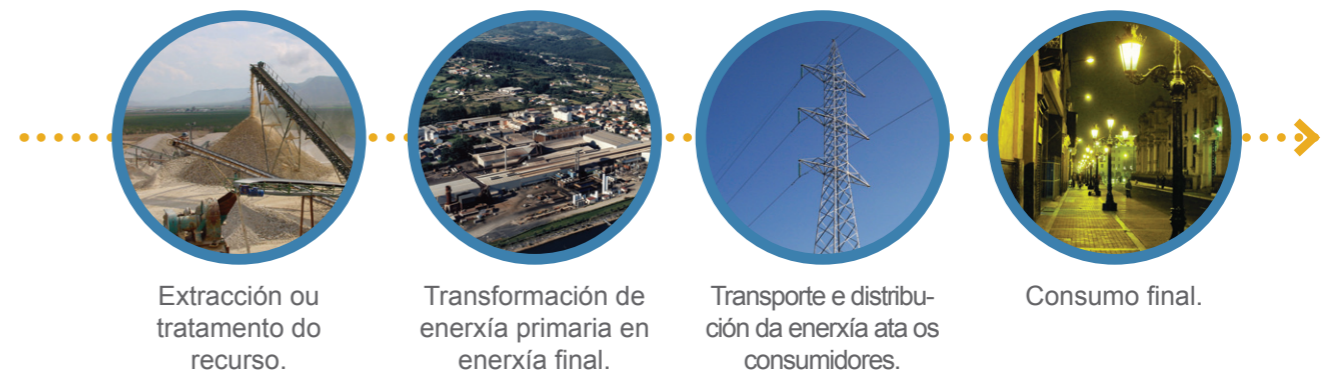 Extracción ou
tratamento do
recurso.
Transformación de
enerxía primaria en
enerxía final.
Transporte e distribu-
ción da enerxía ata os
consumidores.
Consumo final.